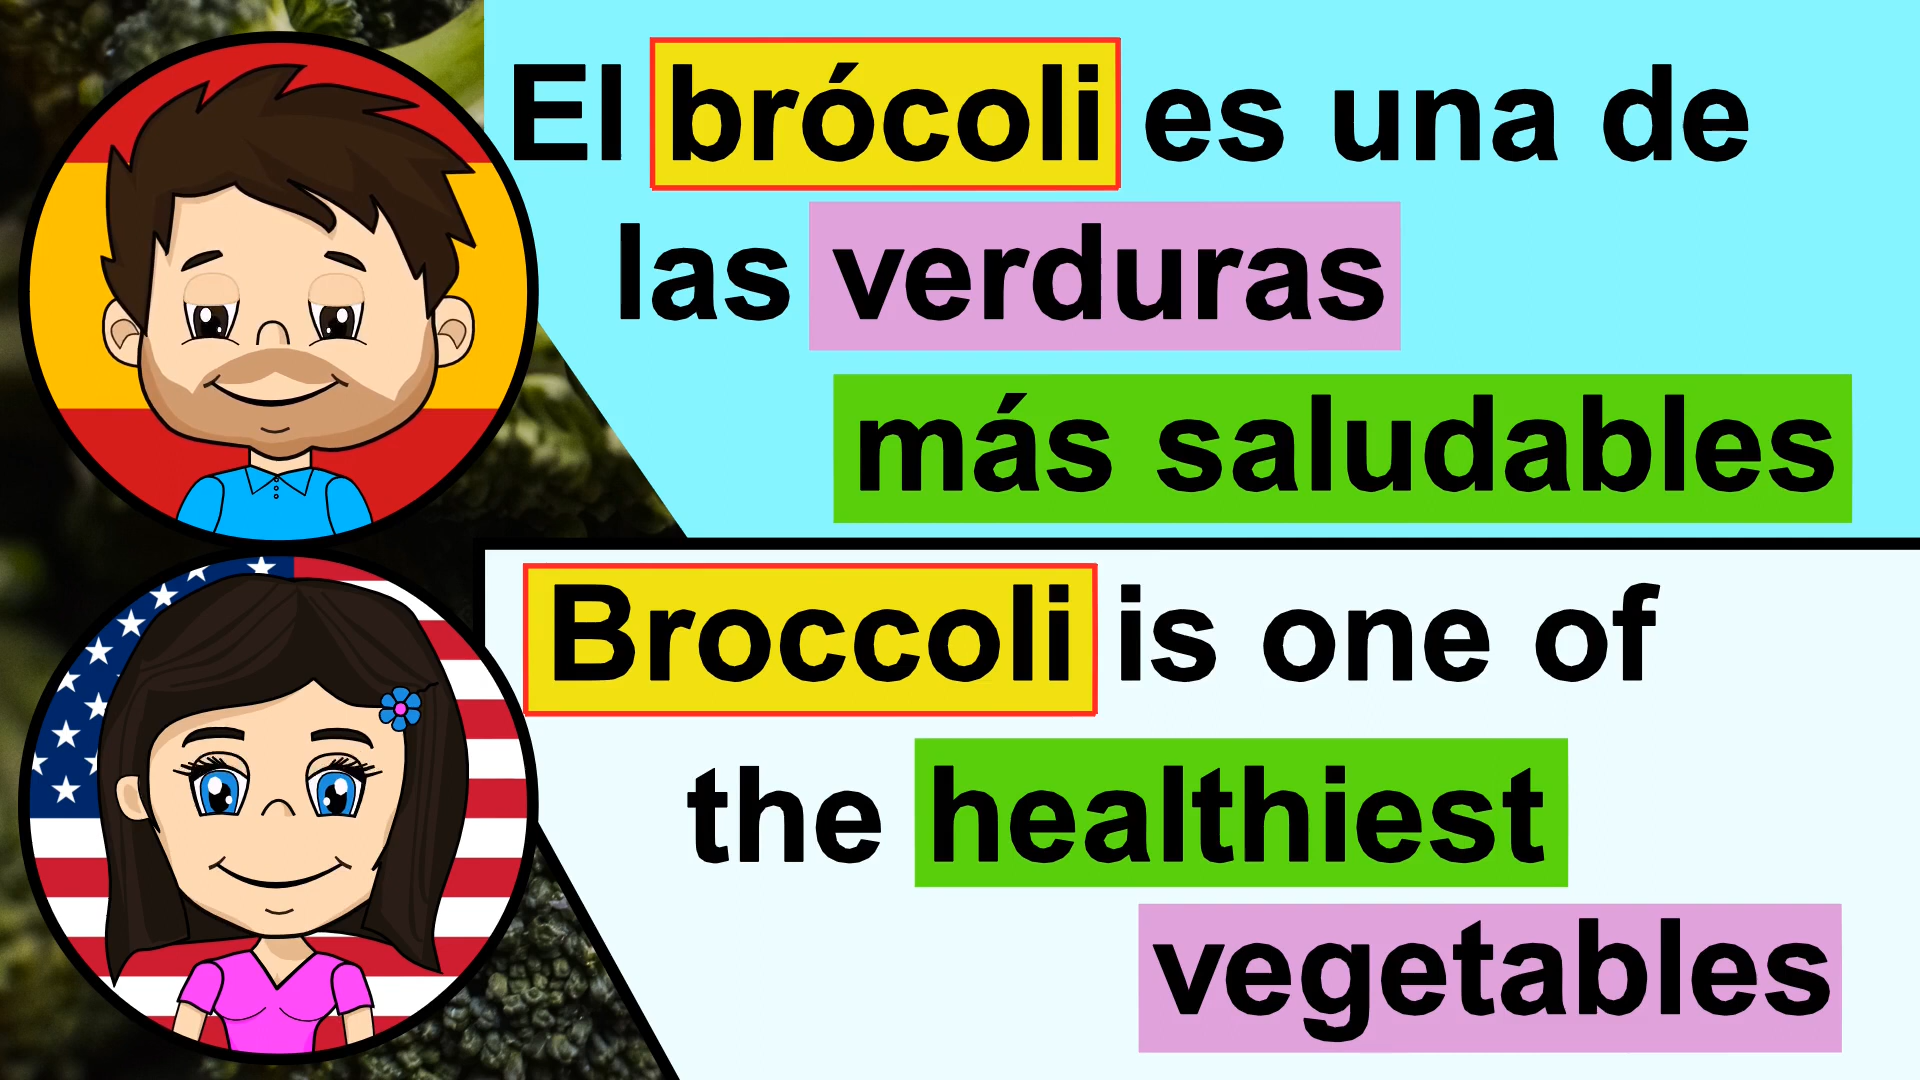 El brócoli es una de
las verduras
más saludables
Broccoli is one of
the healthiest
vegetables